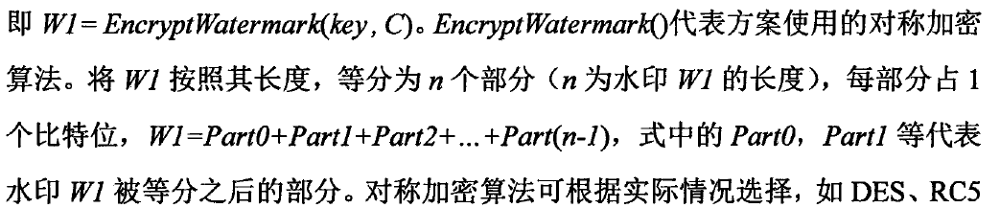 即 W1= EncryptWatermark(key , C)。EncryptWatermark()代表方案使用的对称加密
算法。将 W1 按照其长度，等分为 n 个部分（n 为水印 W1 的长度），每部分占 1
个比特位，W1=Part0+Part1+Part2+…+Part(n-1)，式中的 Part0，Part1 等代表
水印 W1 被等分之后的部分。对称加密算法可根据实际情况选择，如 DES、RC5